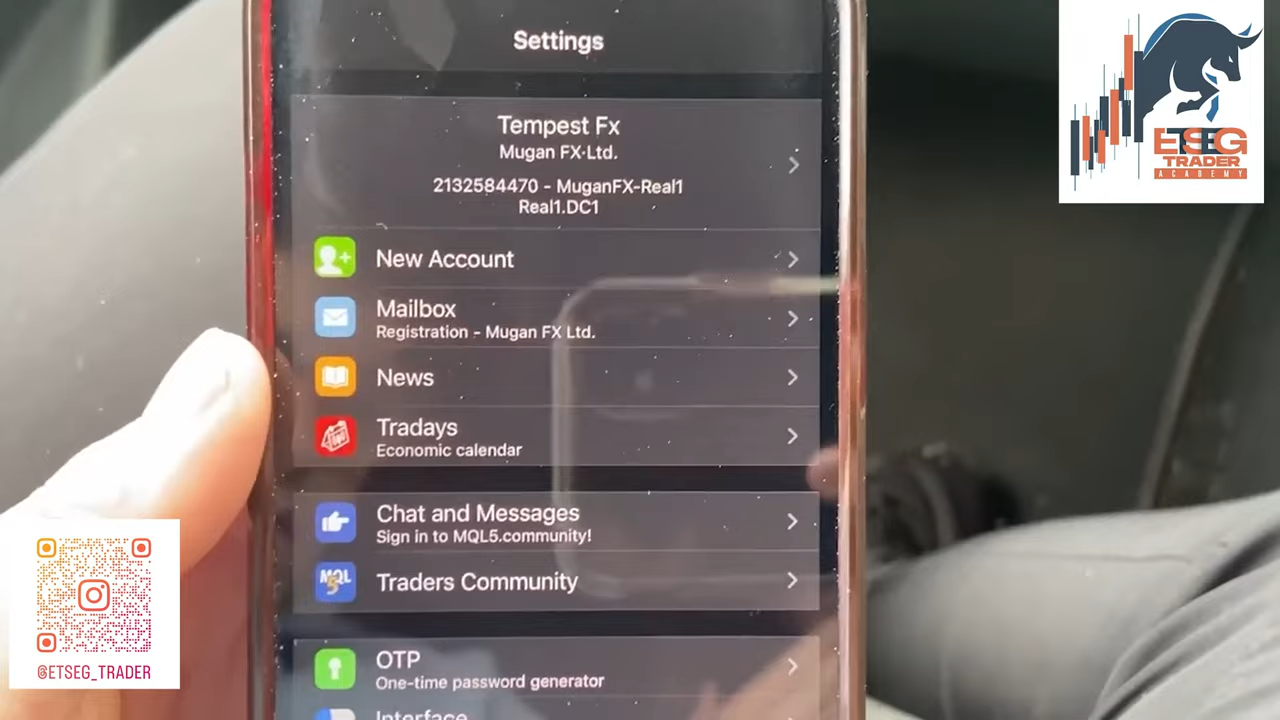 Settings
Tempest Fx
Mugan FX Ltd.
2132584470 - MuganFX-Real1
Real1.DC1
New Account
Mailbox
Registration - Mugan FX Ltd.
News
Tradays
Economic calendar
Chat and Messages
Sign in to MQL5.community!
MQL5
Traders Community
OTP
One-time password generator
Interface
ETSEG
TRADER
ACADEMY
@ETSEG_TRADER